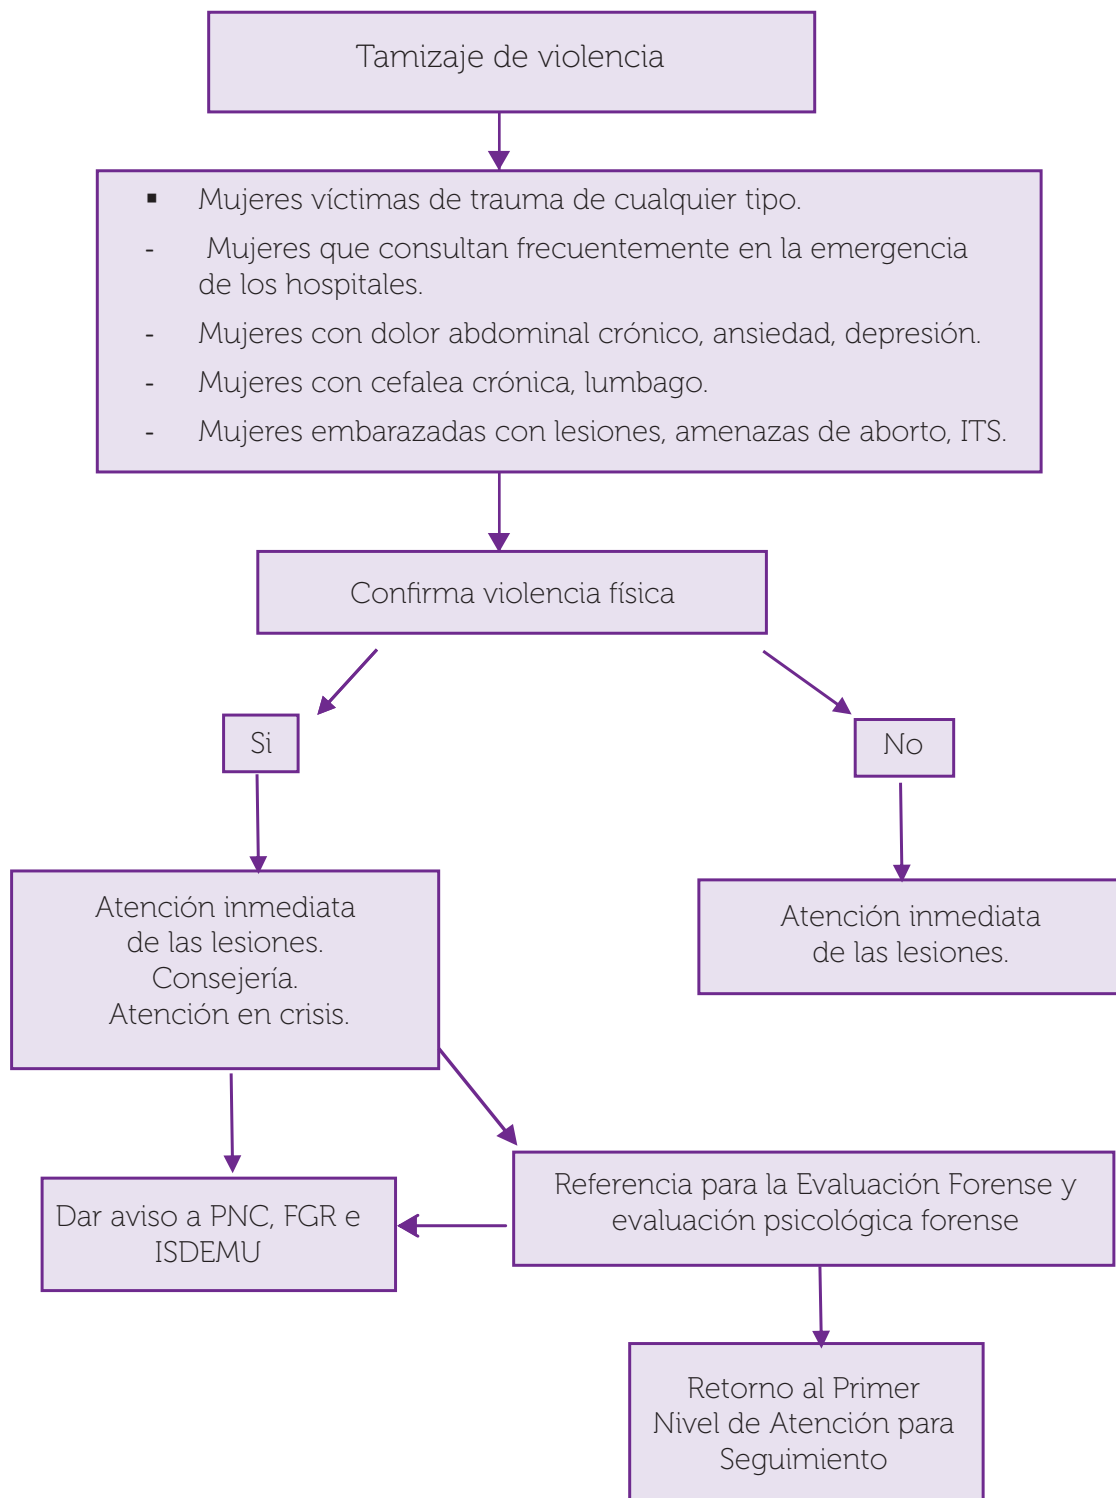 Tamizaje de violencia
▪ Mujeres víctimas de trauma de cualquier tipo.
- Mujeres que consultan frecuentemente en la emergencia
de los hospitales.
- Mujeres con dolor abdominal crónico, ansiedad, depresión.
- Mujeres con cefalea crónica, lumbago.
- Mujeres embarazadas con lesiones, amenazas de aborto, ITS.
Confirma violencia física
Si
No
Atención inmediata
de las lesiones.
Consejería.
Atención en crisis.
Atención inmediata
de las lesiones.
Dar aviso a PNC, FGR e
ISDEMU
Referencia para la Evaluación Forense y
evaluación psicológica forense
Retorno al Primer
Nivel de Atención para
Seguimiento